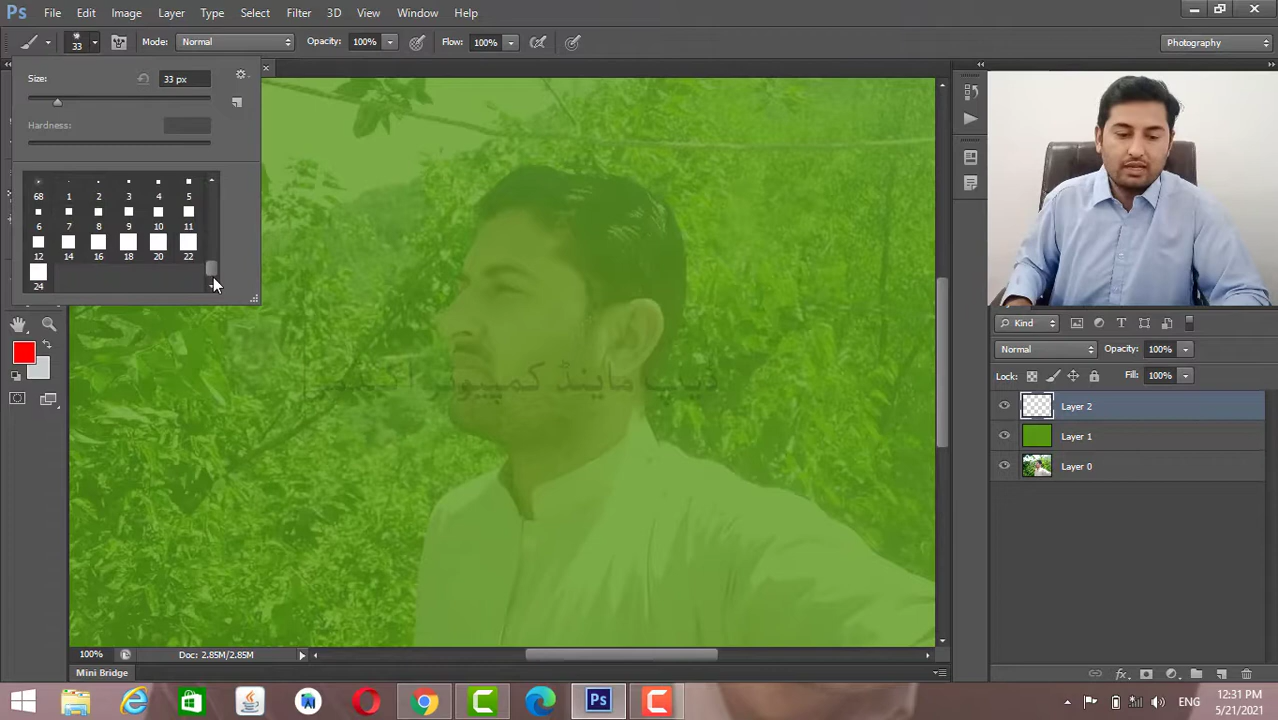 Ps File Edit Image Layer Type Select Filter 3D View Window Help
33 Mode: Normal Opacity: 100% Flow: 100% Photography
Size: 33 px
Hardness:
68 1 2 3 4 5
6 7 8 9 10 11
12 14 16 18 20 22
24
ڈیپ مائینڈ کمپیوٹر اکیڈمی
Kind
Normal Opacity: 100%
Lock: Fill: 100%
Layer 2
Layer 1
Layer 0
100% Doc: 2.85M/2.85M
Mini Bridge
ENG 12:31 PM
5/21/2021